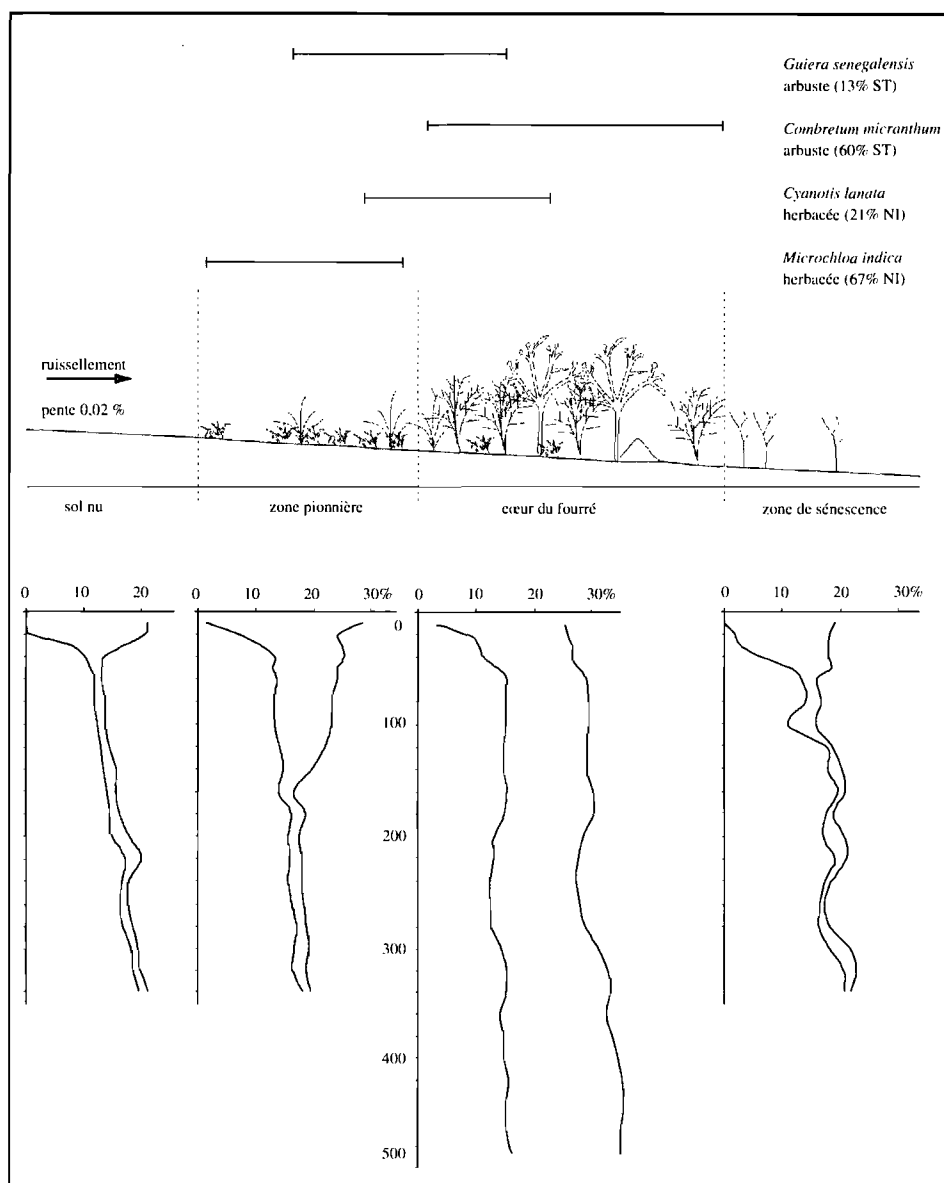 Guiera senegalensis
arbuste (13% ST)
Combretum micranthum
arbuste (60% ST)
Cyanotis lanata
herbacée (21% NI)
Microchloa indica
herbacée (67% NI)
ruissellement
pente 0.02 %
sol nu
zone pionnière
cœur du fourré
zone de sénescence
0 10 20
0 10 20 30%
0 10 20 30%
0 10 20 30%
0
100
200
300
400
500